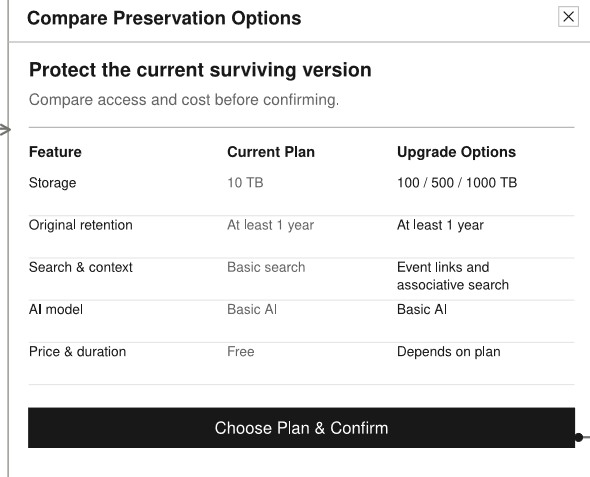 Compare Preservation Options
Protect the current surviving version
Compare access and cost before confirming.
Feature Current Plan Upgrade Options
Storage 10 TB 100 / 500 / 1000 TB
Original retention At least 1 year At least 1 year
Search & context Basic search Event links and
associative search
AI model Basic AI Basic AI
Price & duration Free Depends on plan
Choose Plan & Confirm